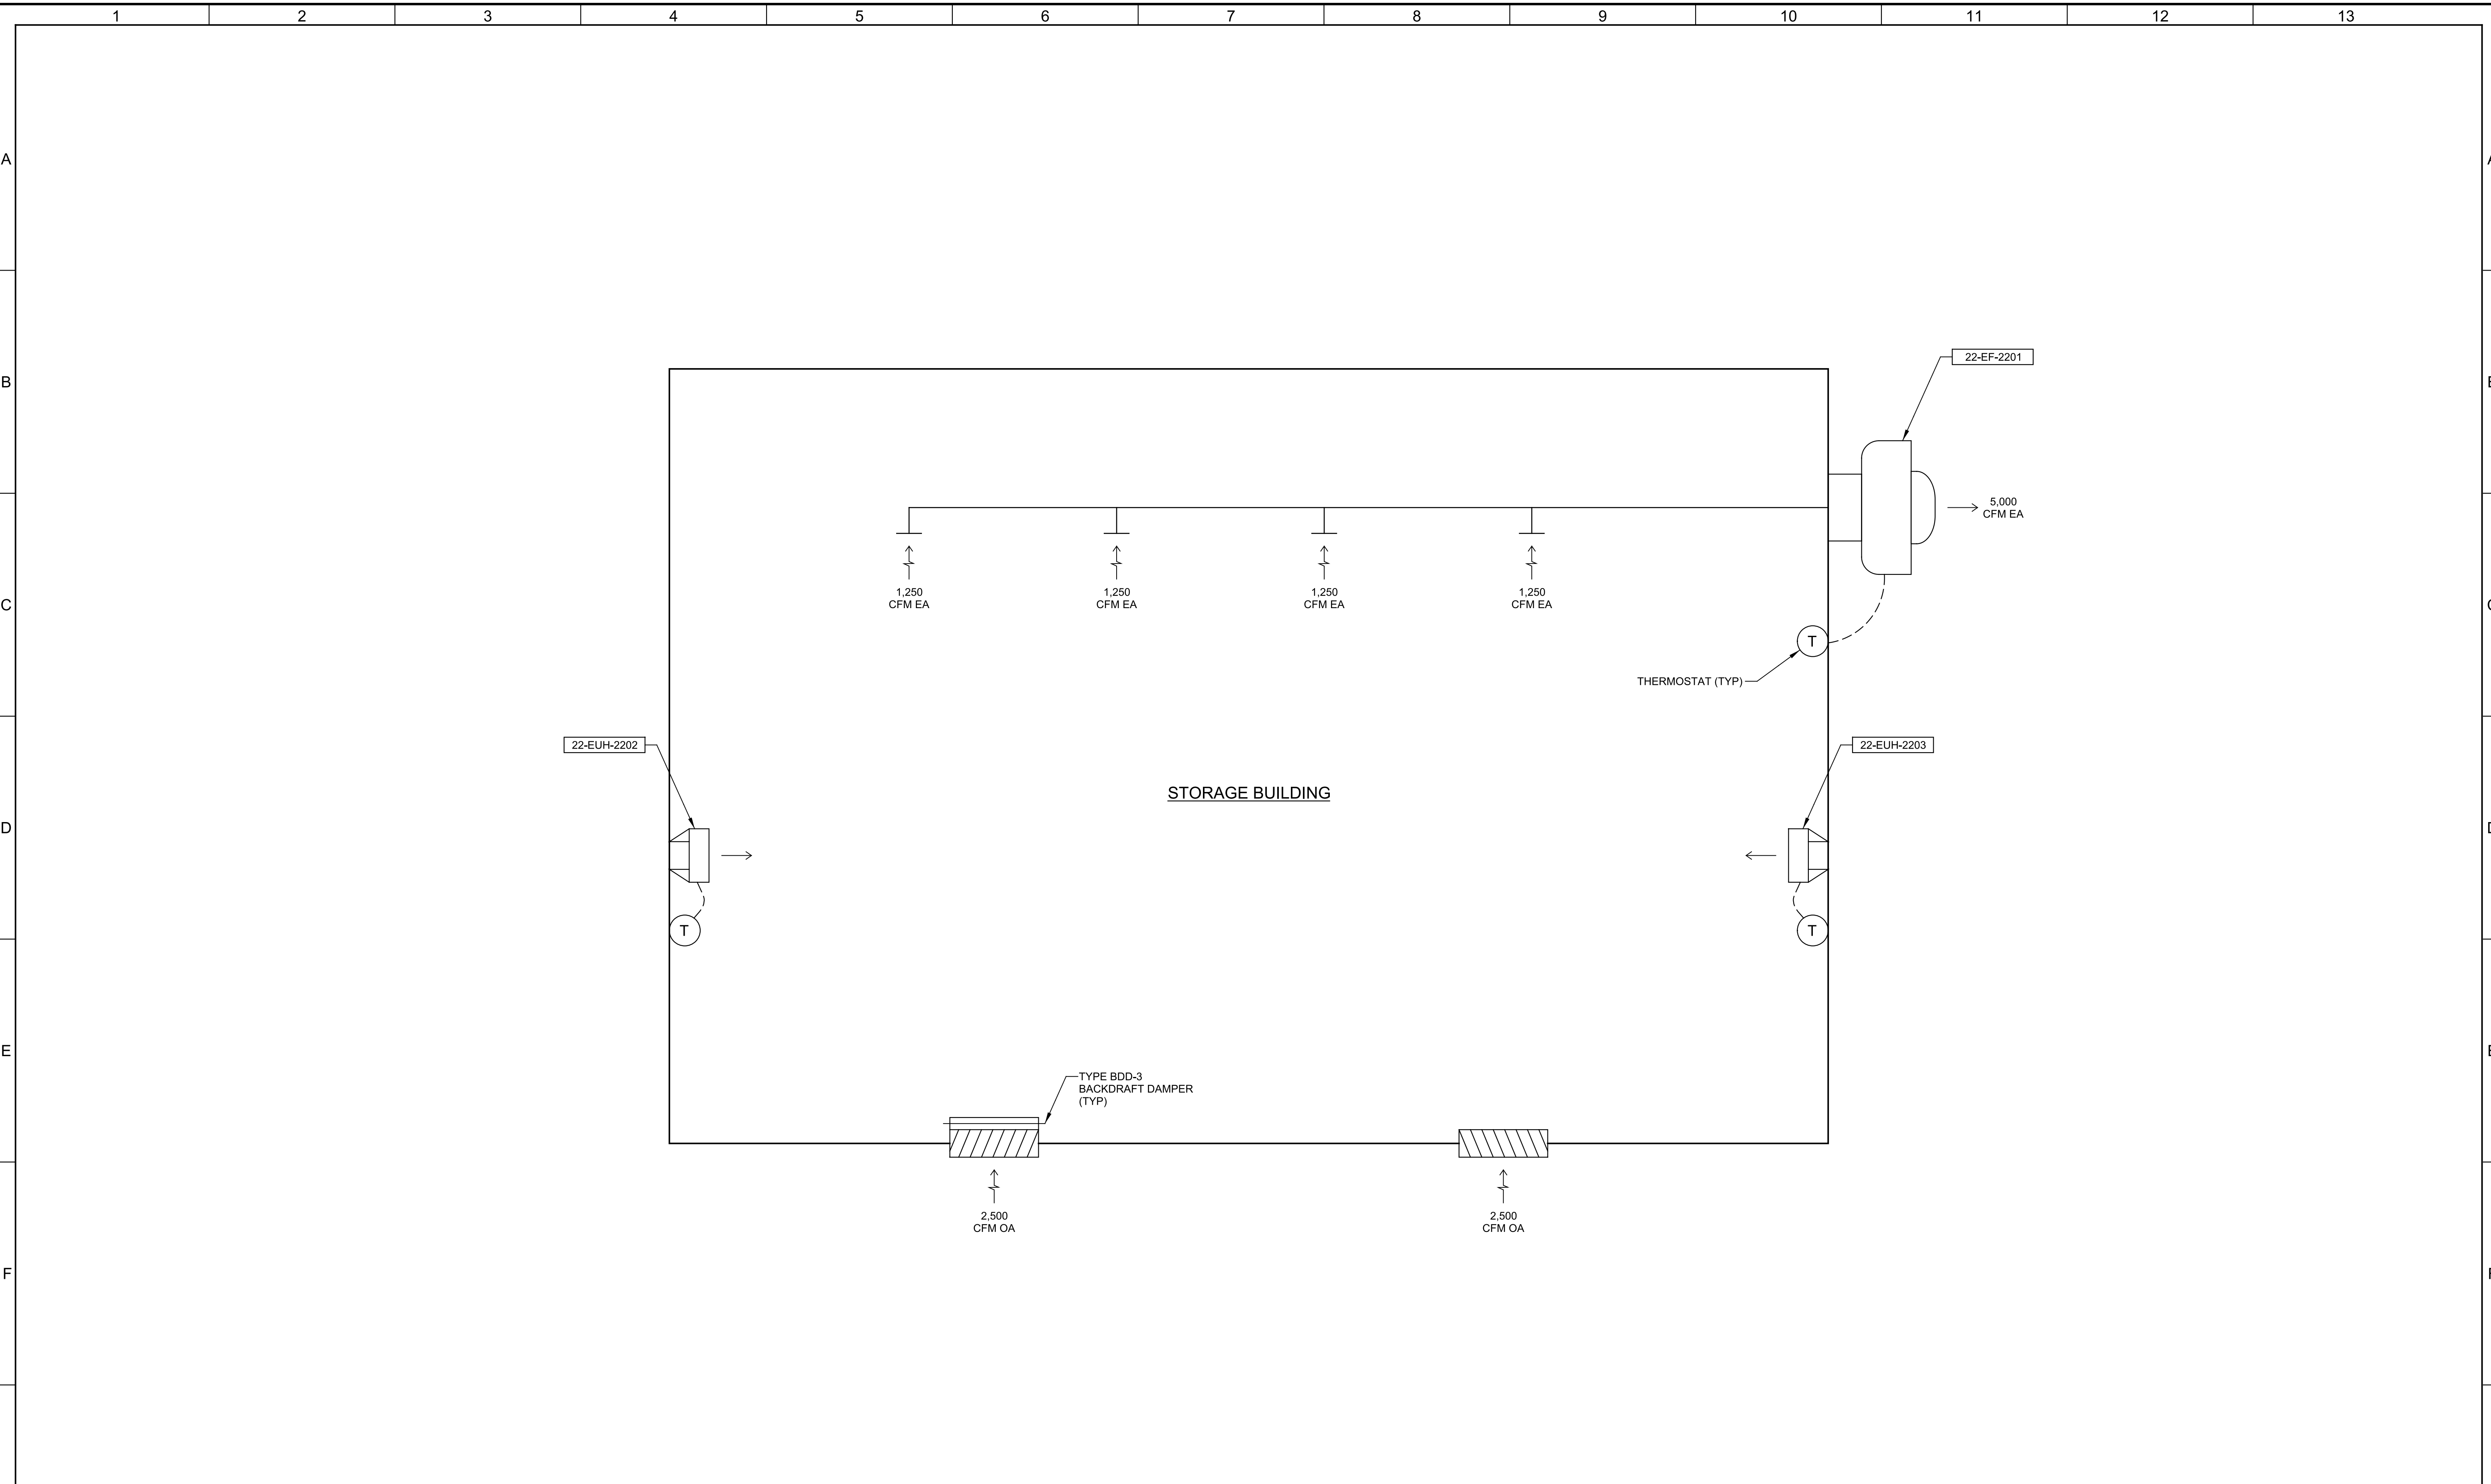 1 2 3 4 5 6 7 8 9 10 11 12 13
A
B
22-EF-2201
5,000
CFM EA
1,250 1,250 1,250 1,250
CFM EA CFM EA CFM EA CFM EA
C
T
THERMOSTAT (TYP)
22-EUH-2202 22-EUH-2203
STORAGE BUILDING
D
T T
E
TYPE BDD-3
BACKDRAFT DAMPER
(TYP)
2,500 2,500
CFM OA CFM OA
F